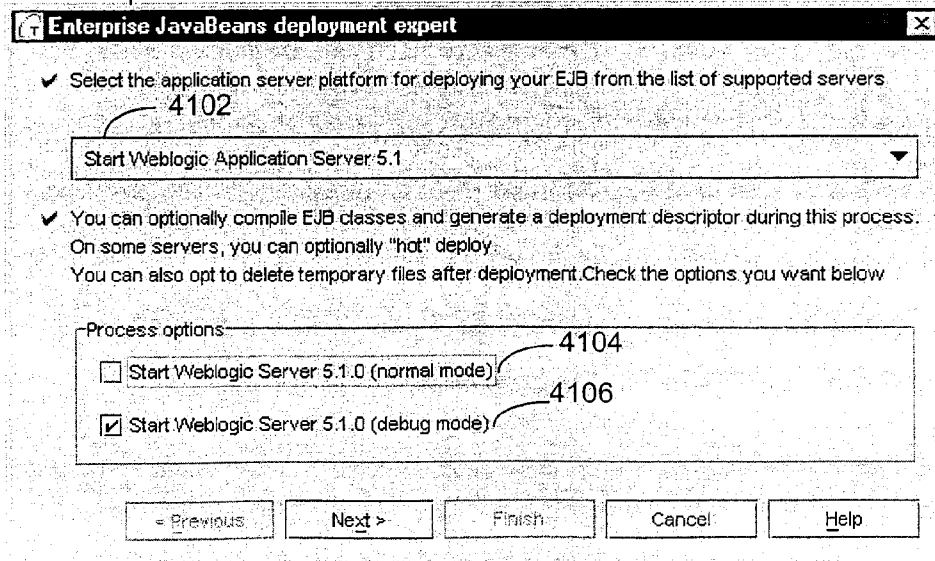 Enterprise JavaBeans deployment expert
✔ Select the application server platform for deploying your EJB from the list of supported servers
4102
Start Weblogic Application Server 5.1
✔ You can optionally compile EJB classes and generate a deployment descriptor during this process.
On some servers, you can optionally "hot" deploy.
You can also opt to delete temporary files after deployment.Check the options you want below
Process options
4104
Start Weblogic Server 5.1.0 (normal mode)
4106
Start Weblogic Server 5.1.0 (debug mode)
< Previous Next > Finish Cancel Help